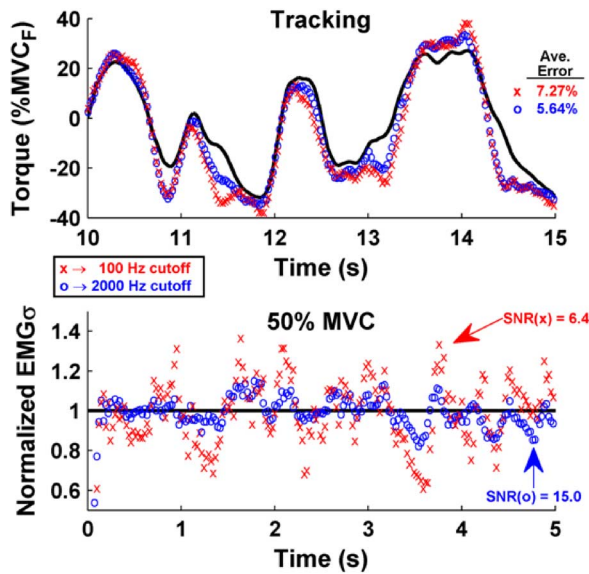 Tracking
Torque (%MVC_F)
40
20
0
-20
-40
Ave.
Error
x 7.27%
o 5.64%
10 11 12 13 14 15
Time (s)
x → 100 Hz cutoff
o → 2000 Hz cutoff
50% MVC
Normalized EMGσ
1.4
1.2
1
0.8
0.6
SNR(x) = 6.4
SNR(o) = 15.0
0 1 2 3 4 5
Time (s)